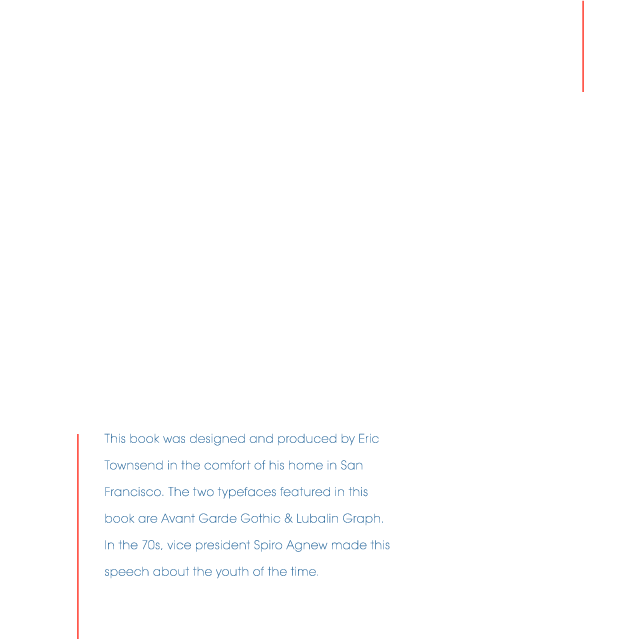 This book was designed and produced by Eric
Townsend in the comfort of his home in San
Francisco. The two typefaces featured in this
book are Avant Garde Gothic & Lubalin Graph.
In the 70s, vice president Spiro Agnew made this
speech about the youth of the time.